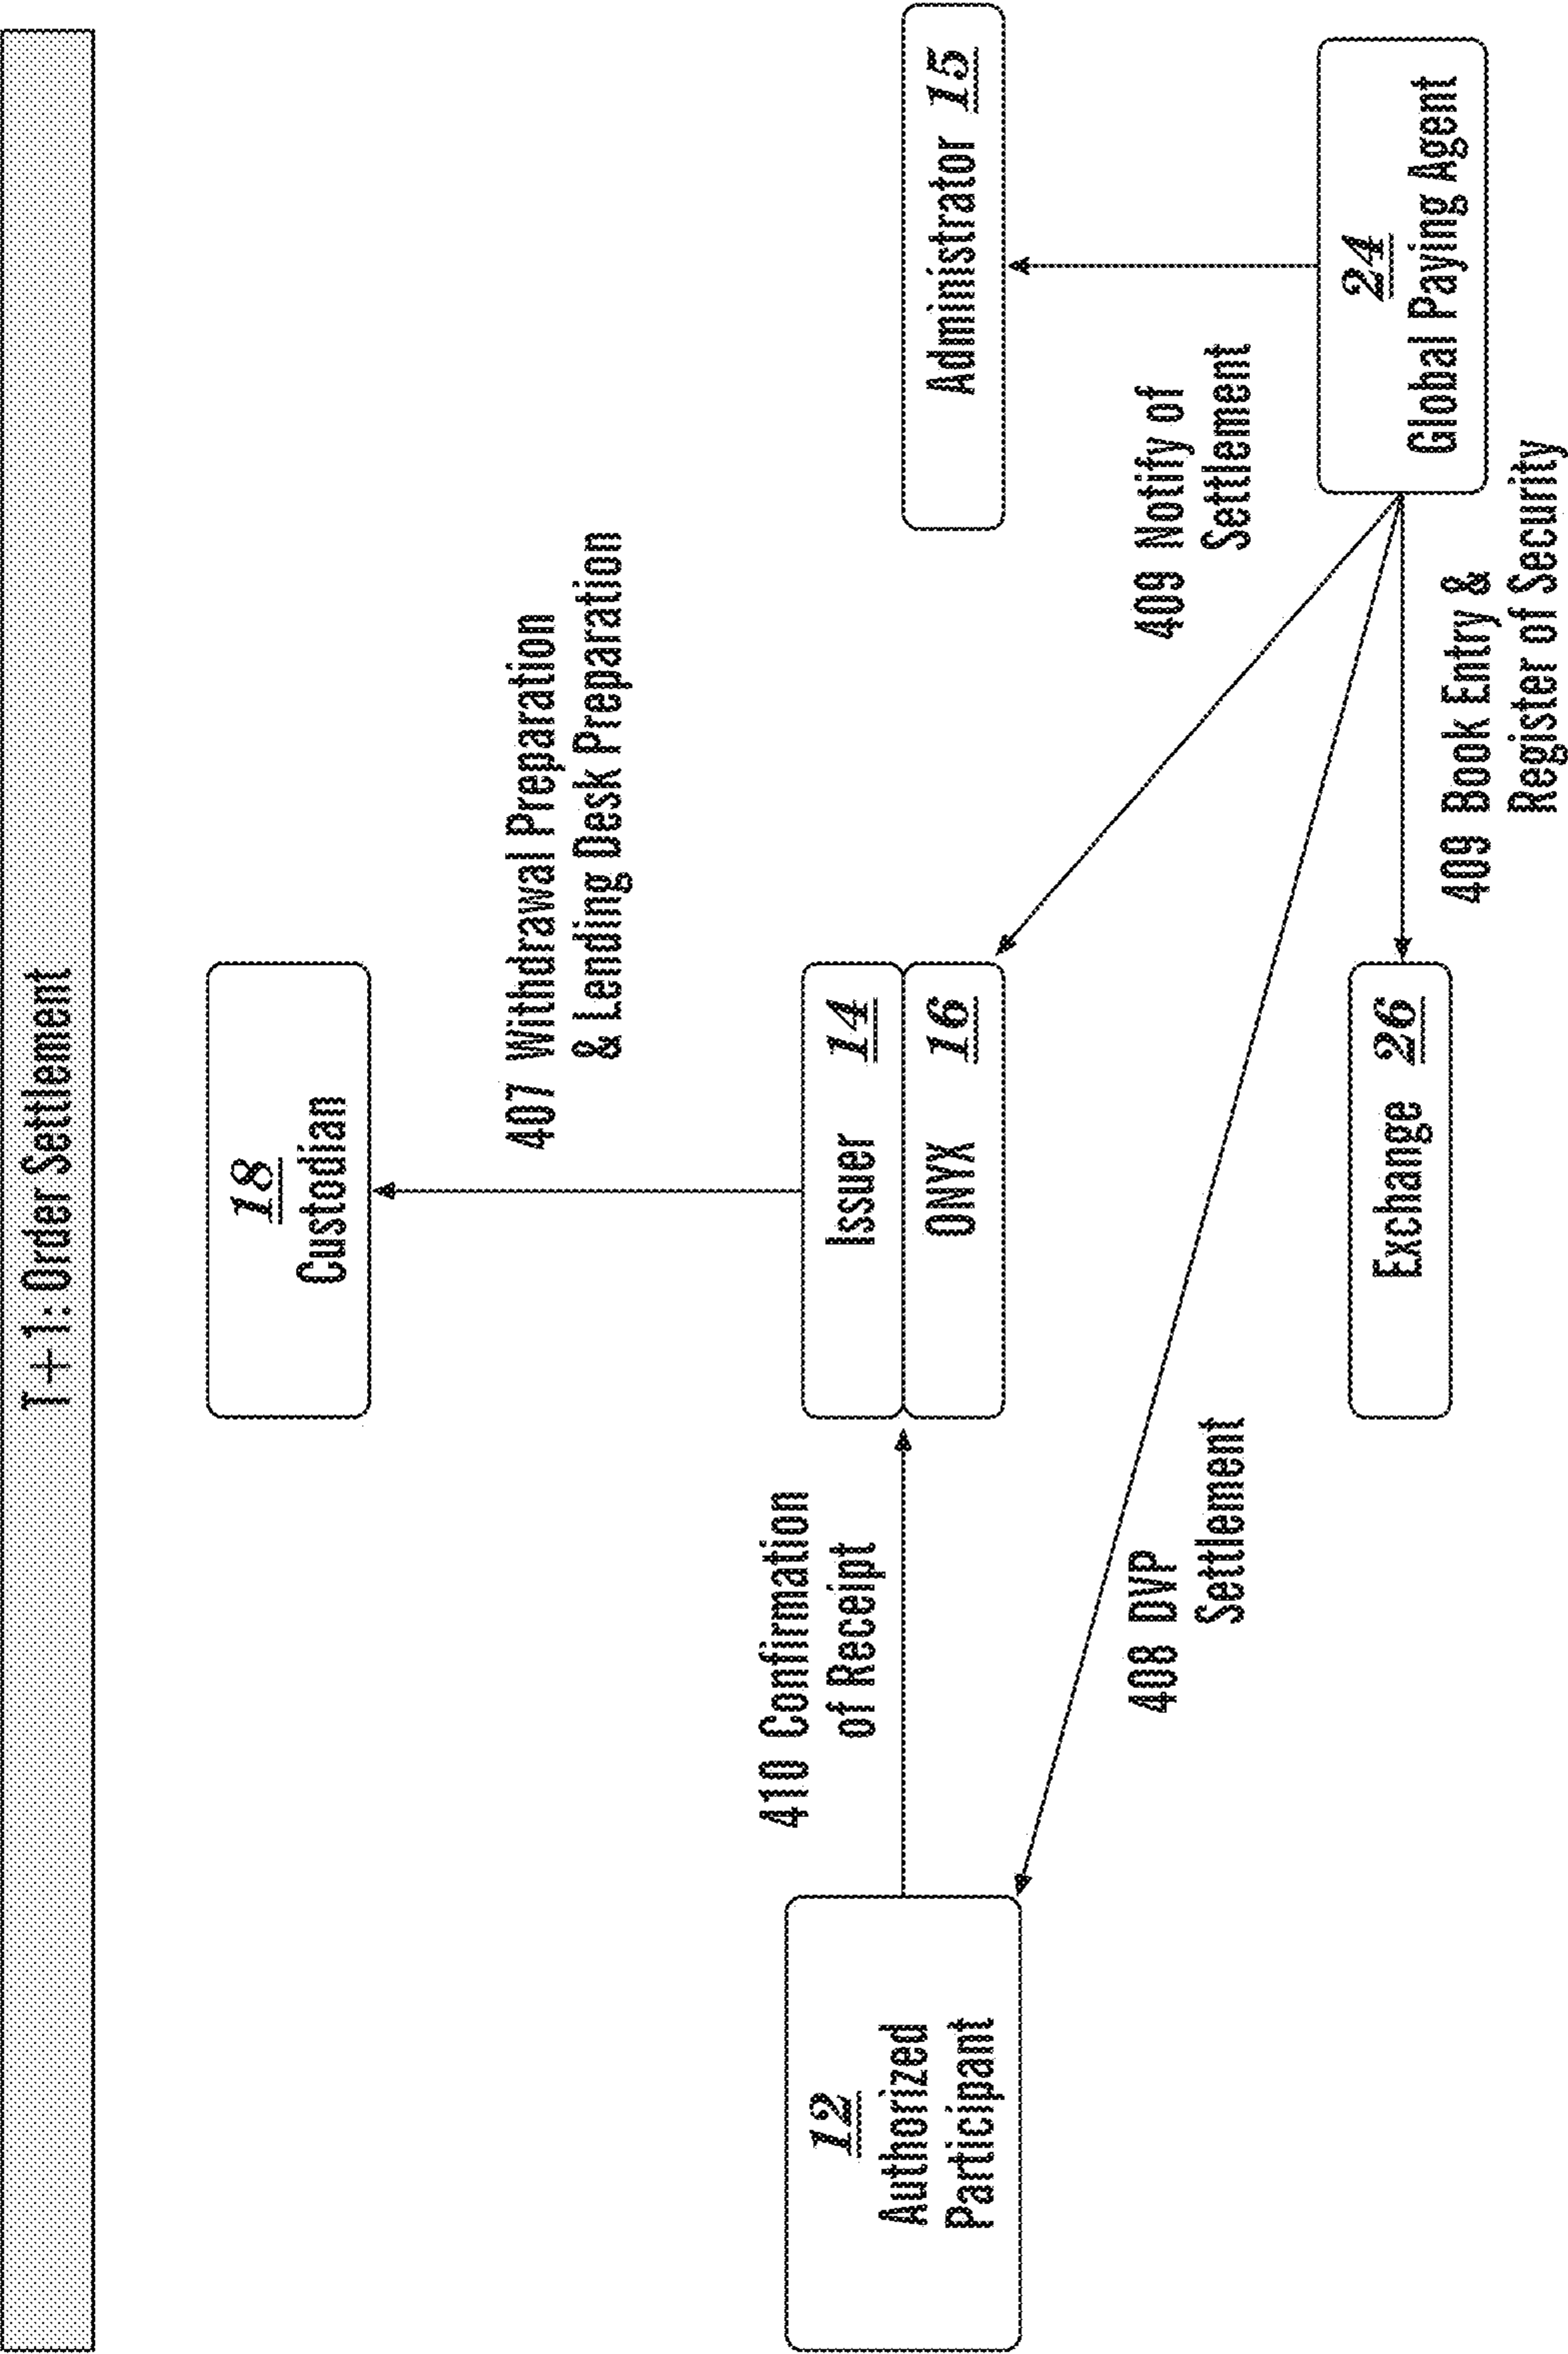 T + 1: Order Settlement
18
Custodian
407 Withdrawal Preparation
& Lending Desk Preparation
410 Confirmation
of Receipt
12
Authorized
Participant
Issuer 14
ONYX 16
Administrator 15
409 Notify of
Settlement
408 DVP
Settlement
24
Global Paying Agent
Exchange 26
409 Book Entry &
Register of Security